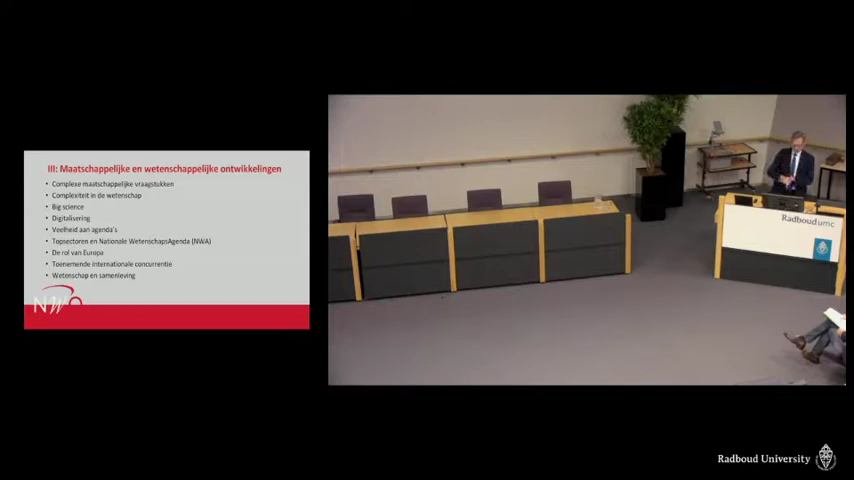 III: Maatschappelijke en wetenschappelijke ontwikkelingen
• Complexe maatschappelijke vraagstukken
• Complexiteit in de wetenschap
• Big science
• Digitalisering
• Veelheid aan agenda's
• Topsectoren en Nationale WetenschapsAgenda (NWA)
• De rol van Europa
• Toenemende internationale concurrentie
• Wetenschap en samenleving
NWO
Radboudumc
Radboud University